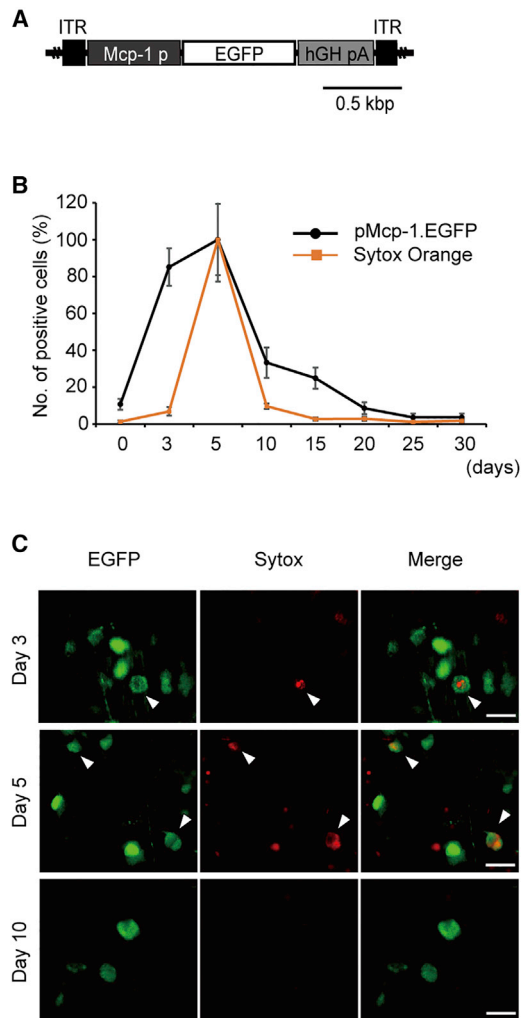 A
ITR ITR
Mcp-1 p EGFP hGH pA
0.5 kbp
B
No. of positive cells (%)
120
100
80
60
40
20
0
pMcp-1.EGFP
Sytox Orange
0 3 5 10 15 20 25 30
(days)
C
EGFP Sytox Merge
Day 3
Day 5
Day 10